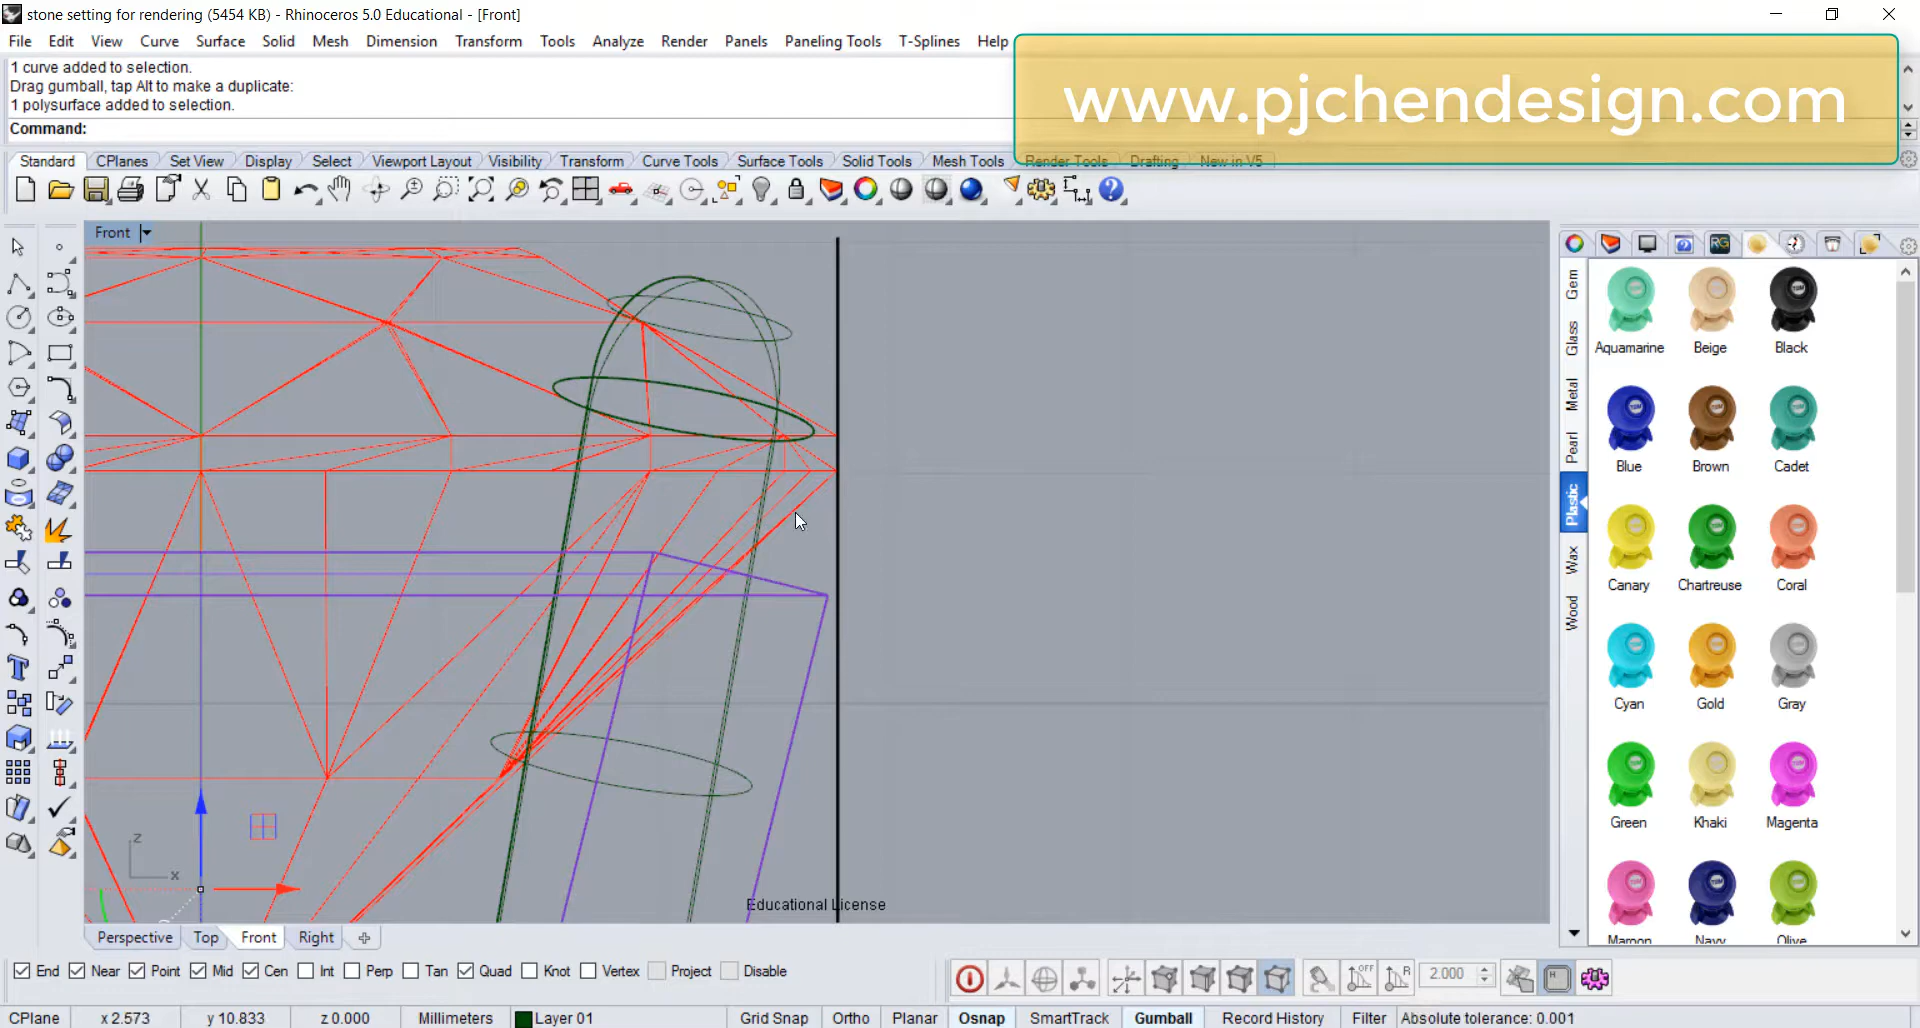 stone setting for rendering (5454 KB) - Rhinoceros 5.0 Educational - [Front]
File Edit View Curve Surface Solid Mesh Dimension Transform Tools Analyze Render Panels Paneling Tools T-Splines Help
1 curve added to selection.
Drag gumball, tap Alt to make a duplicate:
1 polysurface added to selection.
Command:
www.pjchendesign.com
Standard CPlanes Set View Display Select Viewport Layout Visibility Transform Curve Tools Surface Tools Solid Tools Mesh Tools Render Tools Drafting New in V5
Front
Gem
Glass
Metal
Pearl
Plastic
Wax
Wood
Aquamarine Beige Black
Blue Brown Cadet
Canary Chartreuse Coral
Cyan Gold Gray
Green Khaki Magenta
Maroon Navy Olive
z
x
Educational License
Perspective Top Front Right
End Near Point Mid Cen Int Perp Tan Quad Knot Vertex Project Disable
2.000
CPlane x 2.573 y 10.833 z 0.000 Millimeters Layer 01 Grid Snap Ortho Planar Osnap SmartTrack Gumball Record History Filter Absolute tolerance: 0.001